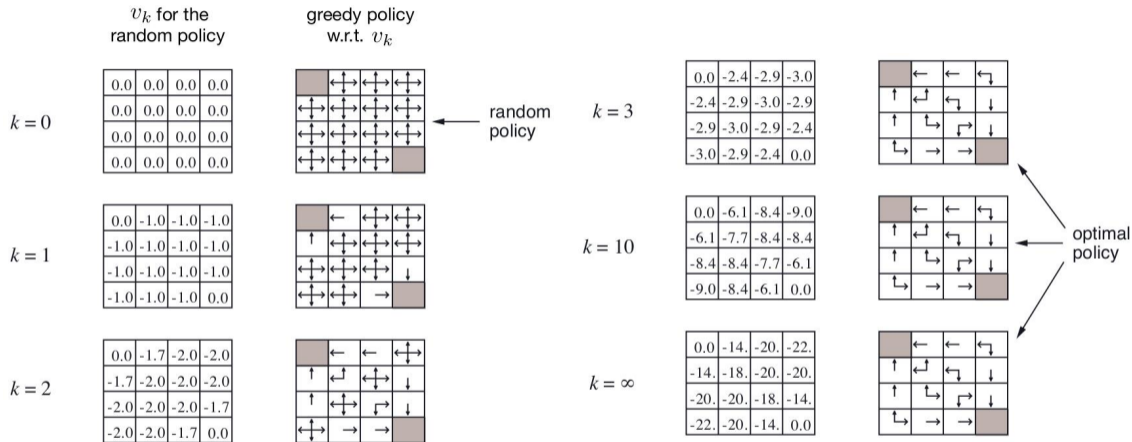 v_k for the
random policy
greedy policy
w.r.t. v_k
k = 0
0.0 0.0 0.0 0.0
0.0 0.0 0.0 0.0
0.0 0.0 0.0 0.0
0.0 0.0 0.0 0.0
random
policy
k = 1
0.0 -1.0 -1.0 -1.0
-1.0 -1.0 -1.0 -1.0
-1.0 -1.0 -1.0 -1.0
-1.0 -1.0 -1.0 0.0
k = 2
0.0 -1.7 -2.0 -2.0
-1.7 -2.0 -2.0 -2.0
-2.0 -2.0 -2.0 -1.7
-2.0 -2.0 -1.7 0.0
k = 3
0.0 -2.4 -2.9 -3.0
-2.4 -2.9 -3.0 -2.9
-2.9 -3.0 -2.9 -2.4
-3.0 -2.9 -2.4 0.0
k = 10
0.0 -6.1 -8.4 -9.0
-6.1 -7.7 -8.4 -8.4
-8.4 -8.4 -7.7 -6.1
-9.0 -8.4 -6.1 0.0
optimal
policy
k = ∞
0.0 -14. -20. -22.
-14. -18. -20. -20.
-20. -20. -18. -14.
-22. -20. -14. 0.0